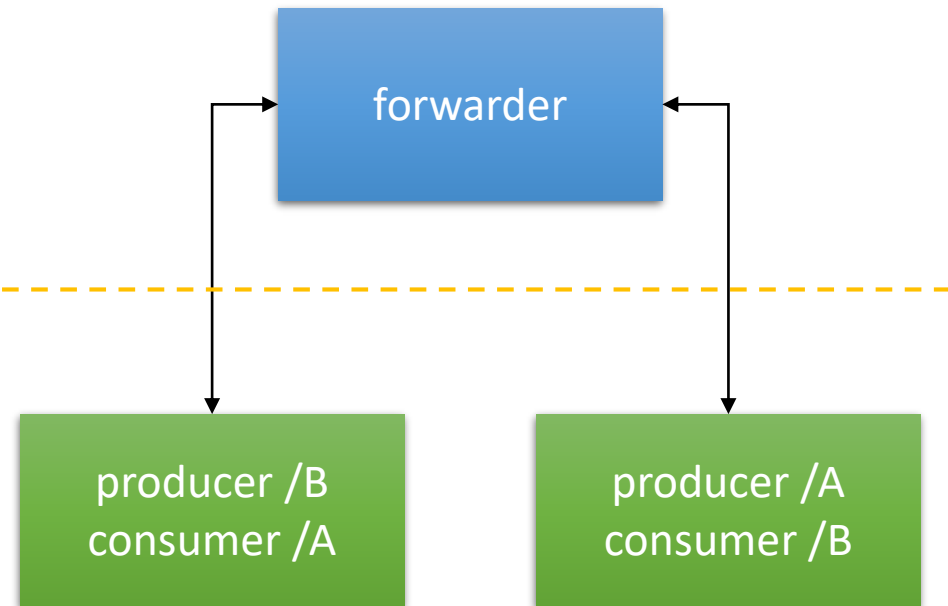 forwarder
producer /B
consumer /A
producer /A
consumer /B